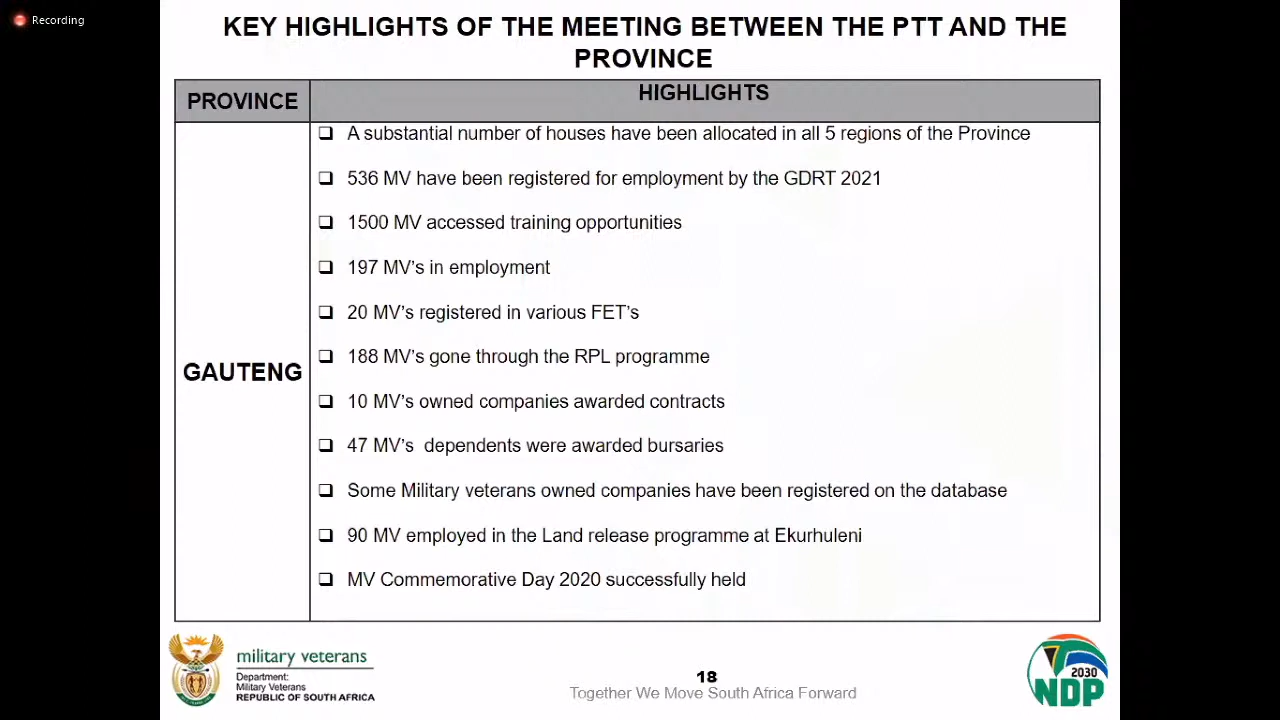 Recording
KEY HIGHLIGHTS OF THE MEETING BETWEEN THE PTT AND THE
PROVINCE
PROVINCE
HIGHLIGHTS
GAUTENG
A substantial number of houses have been allocated in all 5 regions of the Province
536 MV have been registered for employment by the GDRT 2021
1500 MV accessed training opportunities
197 MV's in employment
20 MV's registered in various FET's
188 MV's gone through the RPL programme
10 MV's owned companies awarded contracts
47 MV's  dependents were awarded bursaries
Some Military veterans owned companies have been registered on the database
90 MV employed in the Land release programme at Ekurhuleni
MV Commemorative Day 2020 successfully held
military veterans
Department:
Military Veterans
REPUBLIC OF SOUTH AFRICA
18
Together We Move South Africa Forward
2030
NDP